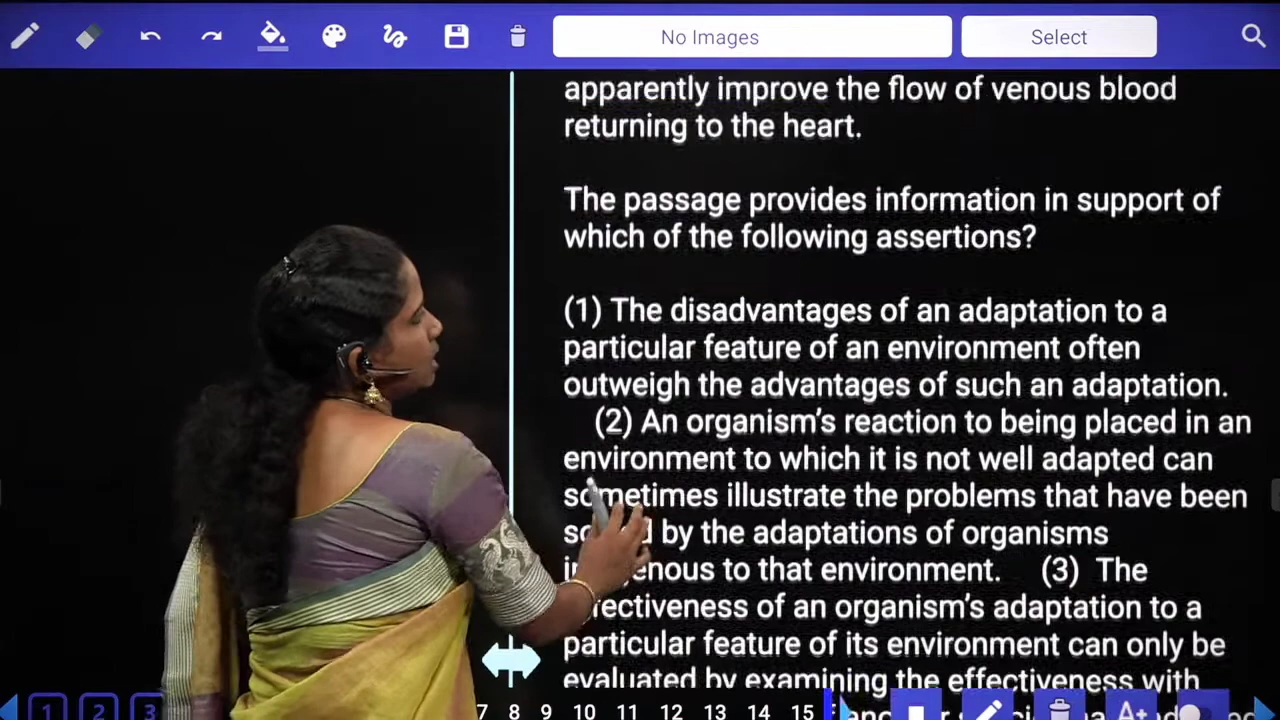 No Images
Select
apparently improve the flow of venous blood
returning to the heart.
The passage provides information in support of
which of the following assertions?
(1) The disadvantages of an adaptation to a
particular feature of an environment often
outweigh the advantages of such an adaptation.
(2) An organism's reaction to being placed in an
environment to which it is not well adapted can
sometimes illustrate the problems that have been
by the adaptations of organisms
to that environment. (3) The
effectiveness of an organism's adaptation to a
particular feature of its environment can only be
evaluated by examining the effectiveness with
1 2 3 7 8 9 10 11 12 13 14 15
A+